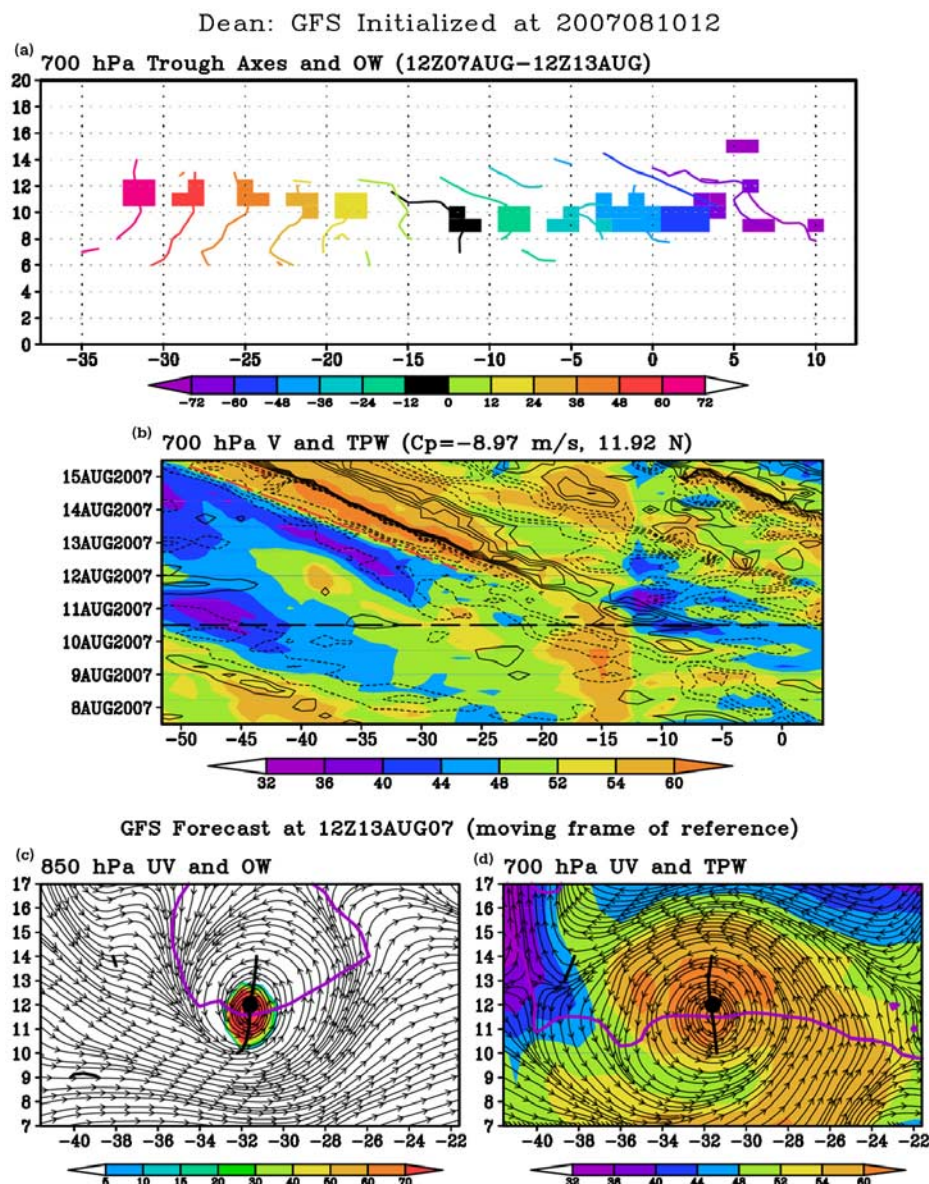 Dean: GFS Initialized at 2007081012
(a)
700 hPa Trough Axes and OW (12Z07AUG−12Z13AUG)
20
18
16
14
12
10
8
6
4
2
0
−35 −30 −25 −20 −15 −10 −5 0 5 10
−72 −60 −48 −36 −24 −12 0 12 24 36 48 60 72
(b)
700 hPa V and TPW (Cp=−8.97 m/s, 11.92 N)
15AUG2007
14AUG2007
13AUG2007
12AUG2007
11AUG2007
10AUG2007
9AUG2007
8AUG2007
−50 −45 −40 −35 −30 −25 −20 −15 −10 −5 0
32 36 40 44 48 52 54 56 60
GFS Forecast at 12Z13AUG07 (moving frame of reference)
(c)
850 hPa UV and OW
17
16
15
14
13
12
11
10
9
8
7
−40 −38 −36 −34 −32 −30 −28 −26 −24 −22
5 10 15 20 30 40 50 60 70
(d)
700 hPa UV and TPW
17
16
15
14
13
12
11
10
9
8
7
−40 −38 −36 −34 −32 −30 −28 −26 −24 −22
32 36 40 44 48 52 54 56 60